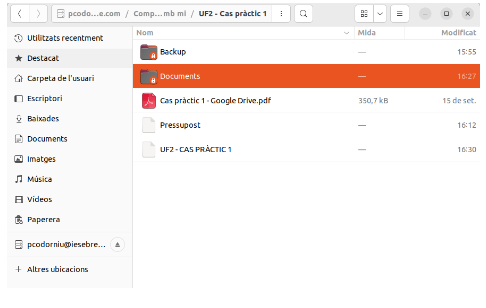 pcodo...e.com / Comp...mb mi / UF2 - Cas pràctic 1
Nom Mida Modificat
Utilitzats recentment
Destacat
Carpeta de l'usuari
Escriptori
Baixades
Documents
Imatges
Música
Vídeos
Paperera
pcodorniu@iesebre...
Altres ubicacions
Backup — 15:55
Documents — 16:27
Cas pràctic 1 - Google Drive.pdf 350,7 kB 15 de set.
Pressupost — 16:12
UF2 - CAS PRÀCTIC 1 — 16:30